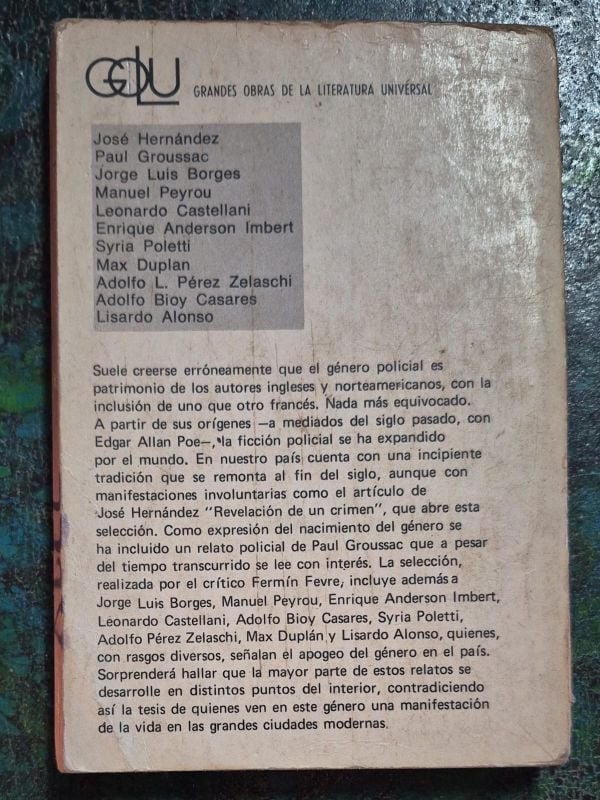 GOLU GRANDES OBRAS DE LA LITERATURA UNIVERSAL
José Hernández
Paul Groussac
Jorge Luis Borges
Manuel Peyrou
Leonardo Castellani
Enrique Anderson Imbert
Syria Poletti
Max Duplan
Adolfo L. Pérez Zelaschi
Adolfo Bioy Casares
Lisardo Alonso
Suele creerse erróneamente que el género policial es
patrimonio de los autores ingleses y norteamericanos, con la
inclusión de uno que otro francés. Nada más equivocado.
A partir de sus orígenes —a mediados del siglo pasado, con
Edgar Allan Poe—, la ficción policial se ha expandido
por el mundo. En nuestro país cuenta con una incipiente
tradición que se remonta al fin del siglo, aunque con
manifestaciones involuntarias como el artículo de
José Hernández "Revelación de un crimen", que abre esta
selección. Como expresión del nacimiento del género se
ha incluido un relato policial de Paul Groussac que a pesar
del tiempo transcurrido se lee con interés. La selección,
realizada por el crítico Fermín Fevre, incluye además a
Jorge Luis Borges, Manuel Peyrou, Enrique Anderson Imbert,
Leonardo Castellani, Adolfo Bioy Casares, Syria Poletti,
Adolfo Pérez Zelaschi, Max Duplán y Lisardo Alonso, quienes,
con rasgos diversos, señalan el apogeo del género en el país.
Sorprenderá hallar que la mayor parte de estos relatos se
desarrolle en distintos puntos del interior, contradiciendo
así la tesis de quienes ven en este género una manifestación
de la vida en las grandes ciudades modernas.